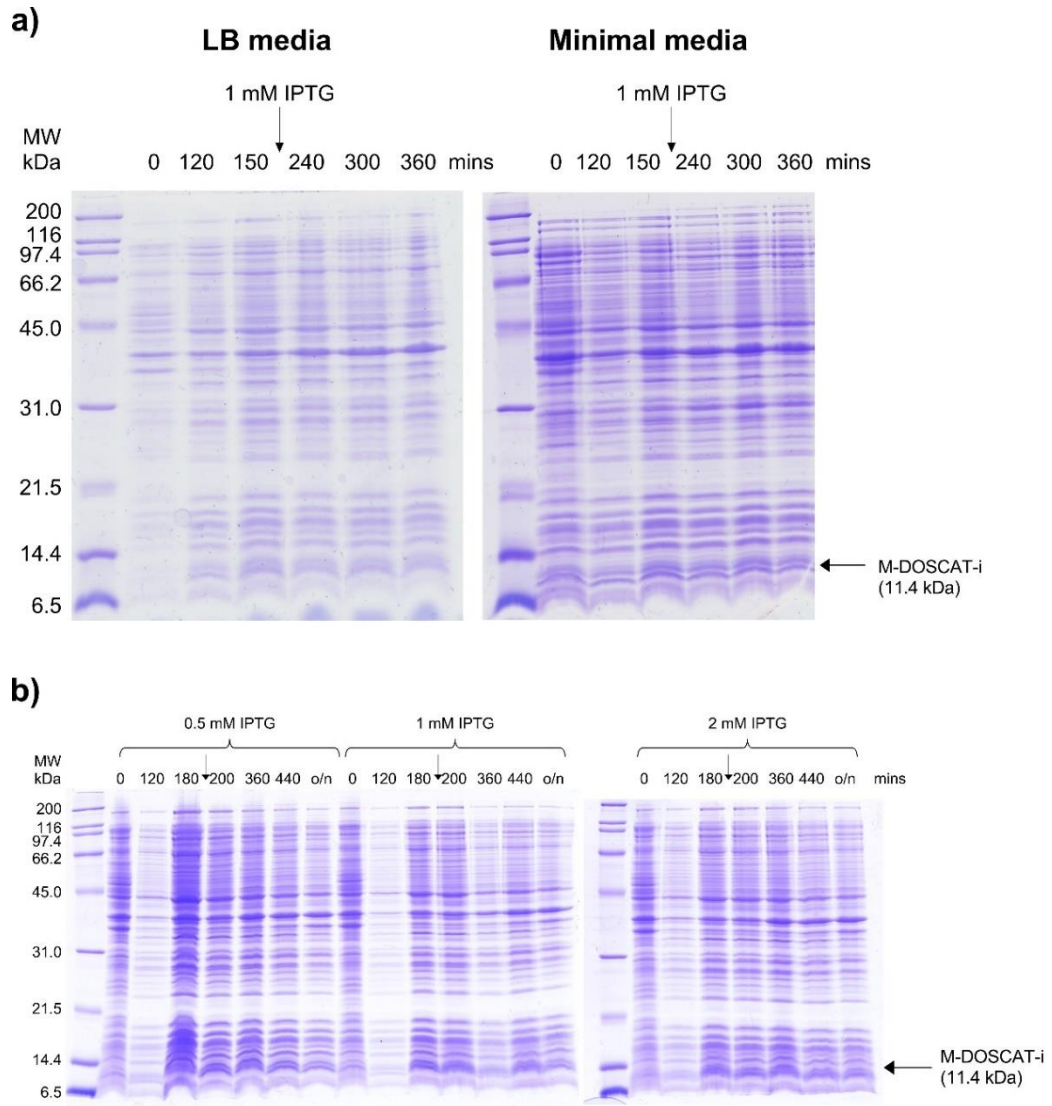 a)
LB media
Minimal media
1 mM IPTG
1 mM IPTG
MW
kDa
0 120 150 240 300 360 mins
0 120 150 240 300 360 mins
200
116
97.4
66.2
45.0
31.0
21.5
14.4
6.5
M-DOSCAT-i
(11.4 kDa)
b)
0.5 mM IPTG
1 mM IPTG
2 mM IPTG
MW
kDa
0 120 180 200 360 440 o/n 0 120 180 200 360 440 o/n
0 120 180 200 360 440 o/n mins
200
116
97.4
66.2
45.0
31.0
21.5
14.4
6.5
M-DOSCAT-i
(11.4 kDa)